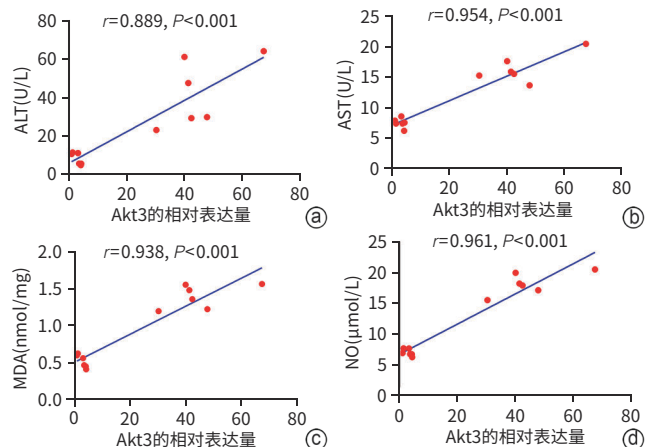 r=0.889, P<0.001
80
60
40
20
0
ALT(U/L)
0 20 40 60 80
Akt3的相对表达量
ⓐ
r=0.954, P<0.001
25
20
15
10
5
0
AST(U/L)
0 20 40 60 80
Akt3的相对表达量
ⓑ
r=0.938, P<0.001
2.0
1.5
1.0
0.5
0.0
MDA(nmol/mg)
0 20 40 60 80
Akt3的相对表达量
ⓒ
r=0.961, P<0.001
25
20
15
10
5
0
NO(μmol/L)
0 20 40 60 80
Akt3的相对表达量
ⓓ